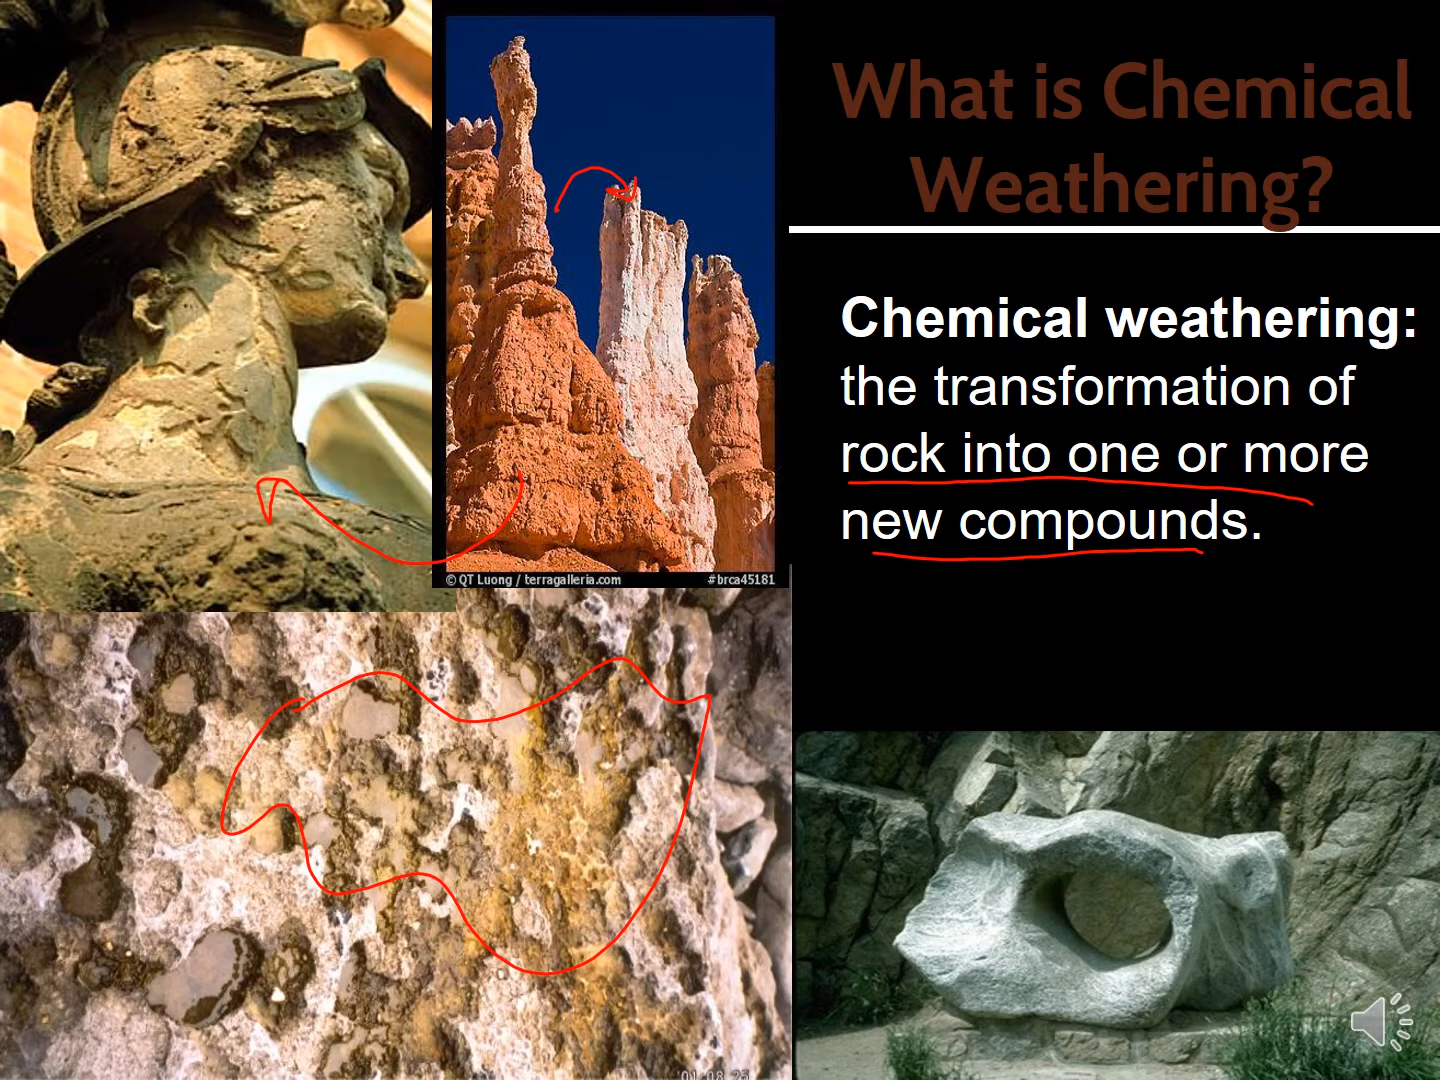 What is Chemical
Weathering?
Chemical weathering:
the transformation of
rock into one or more
new compounds.
© QT Luong / terragalleria.com #brca45181